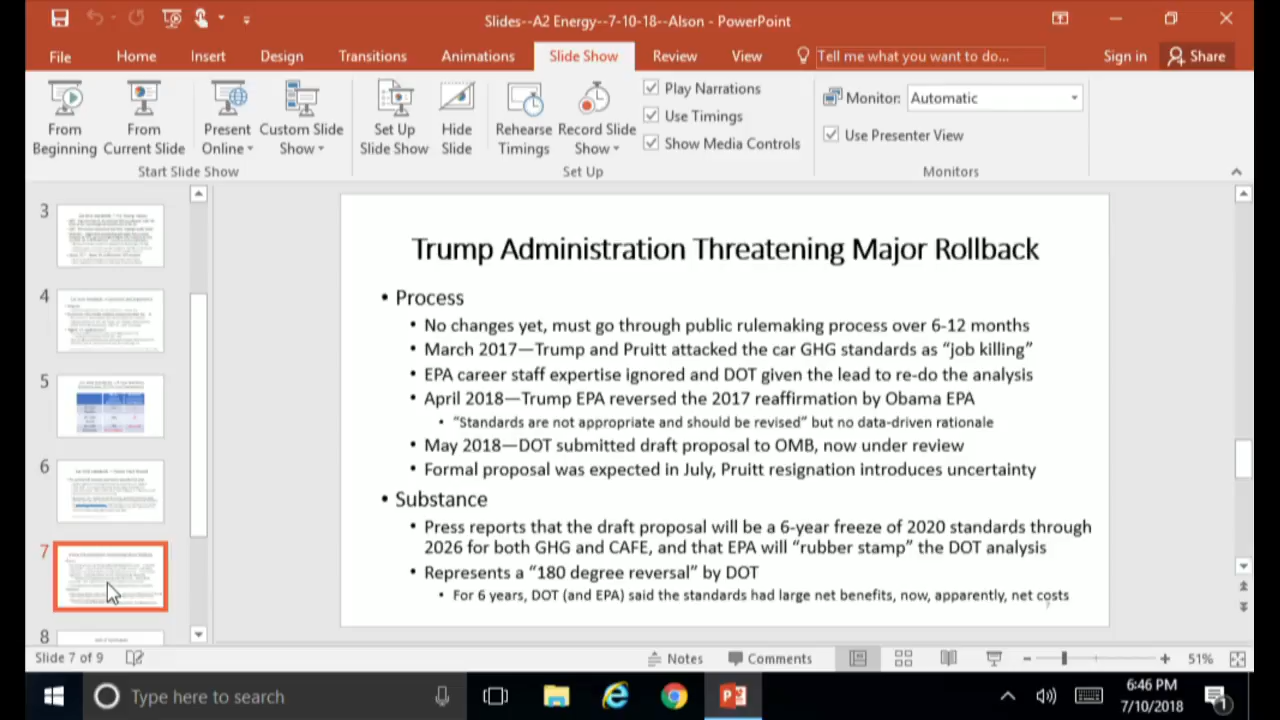 Slides--A2 Energy--7-10-18--Alson - PowerPoint
File Home Insert Design Transitions Animations Slide Show Review View Tell me what you want to do... Sign in Share
From Beginning
From Current Slide
Present Online
Custom Slide Show
Set Up Slide Show
Hide Slide
Rehearse Timings
Record Slide Show
Play Narrations
Use Timings
Show Media Controls
Monitor: Automatic
Use Presenter View
Start Slide Show
Set Up
Monitors
3
4
5
6
7
8
Trump Administration Threatening Major Rollback
• Process
• No changes yet, must go through public rulemaking process over 6-12 months
• March 2017—Trump and Pruitt attacked the car GHG standards as “job killing”
• EPA career staff expertise ignored and DOT given the lead to re-do the analysis
• April 2018—Trump EPA reversed the 2017 reaffirmation by Obama EPA
• “Standards are not appropriate and should be revised” but no data-driven rationale
• May 2018—DOT submitted draft proposal to OMB, now under review
• Formal proposal was expected in July, Pruitt resignation introduces uncertainty
• Substance
• Press reports that the draft proposal will be a 6-year freeze of 2020 standards through
2026 for both GHG and CAFE, and that EPA will “rubber stamp” the DOT analysis
• Represents a “180 degree reversal” by DOT
• For 6 years, DOT (and EPA) said the standards had large net benefits, now, apparently, net costs
7
Slide 7 of 9
Notes
Comments
51%
Type here to search
6:46 PM
7/10/2018
1